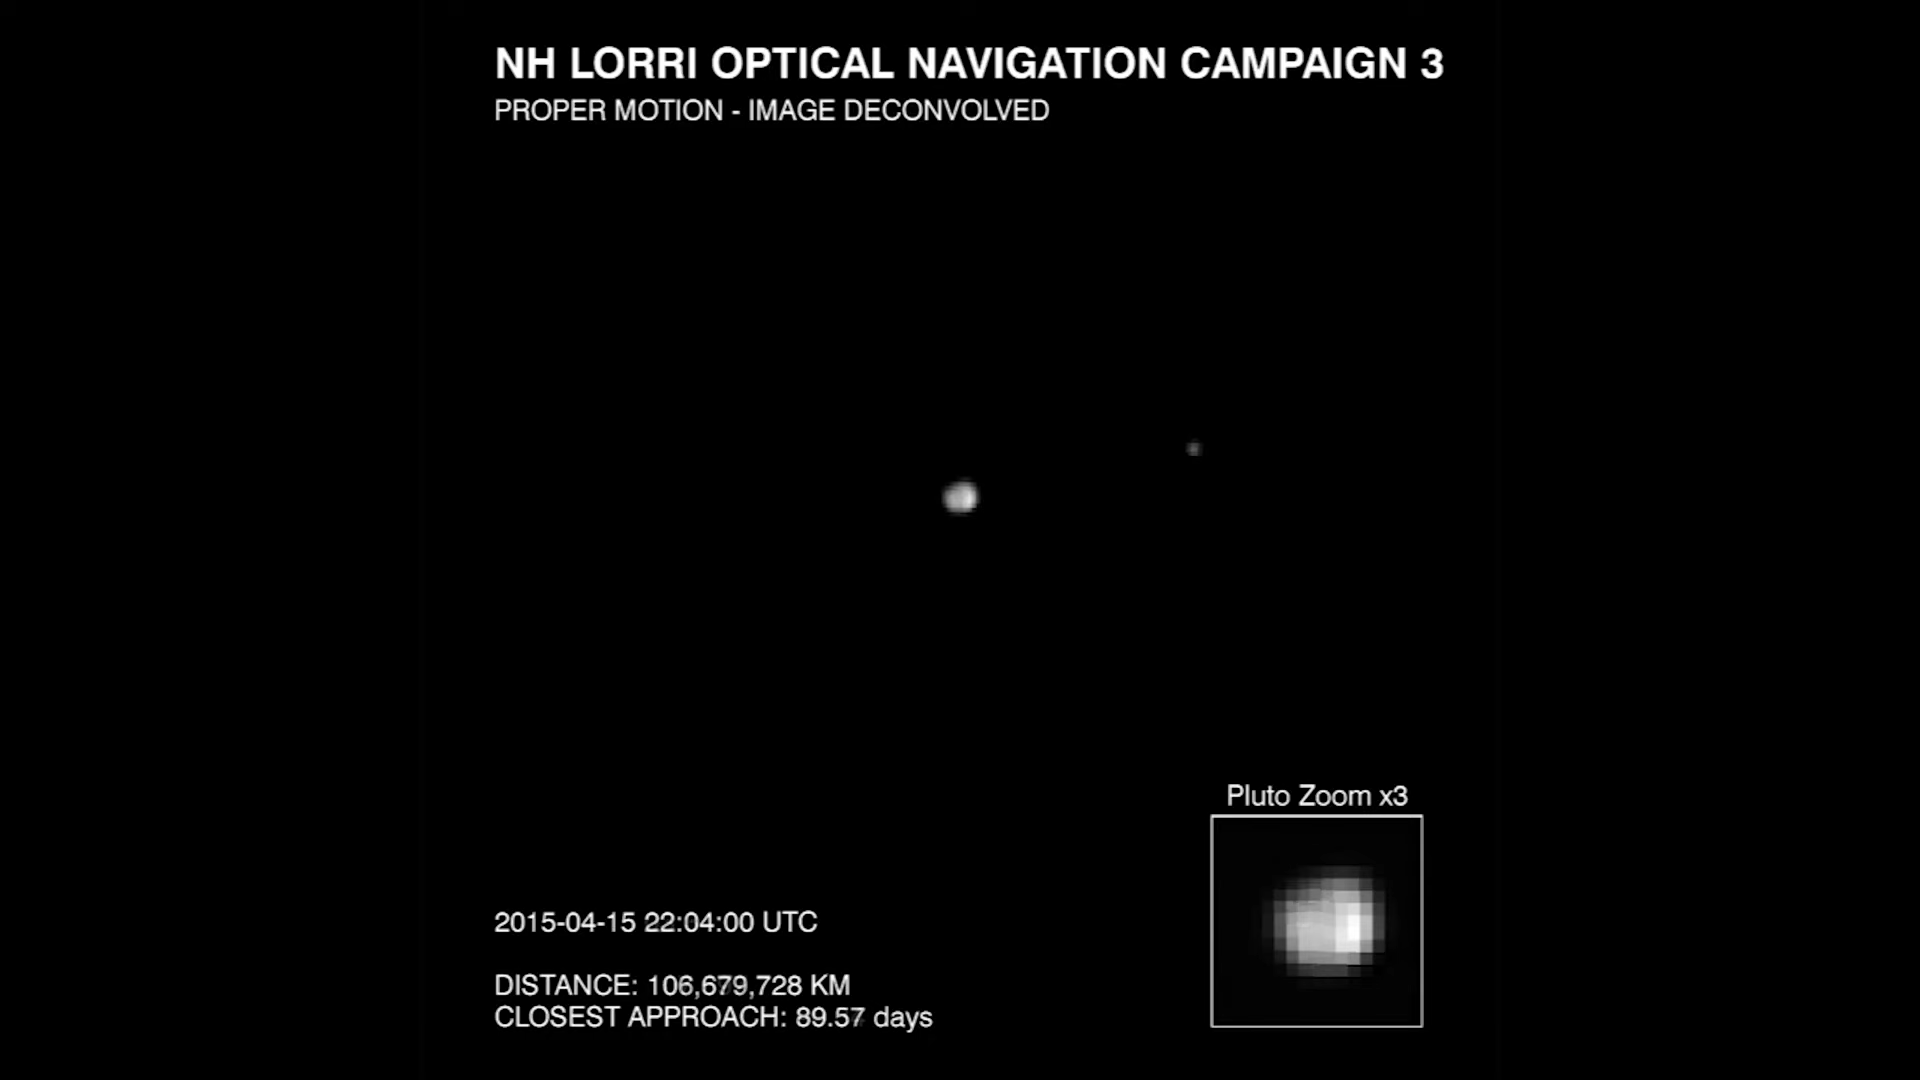 NH LORRI OPTICAL NAVIGATION CAMPAIGN 3
PROPER MOTION - IMAGE DECONVOLVED
Pluto Zoom x3
2015-04-15 22:04:00 UTC
DISTANCE: 106,679,728 KM
CLOSEST APPROACH: 89.57 days